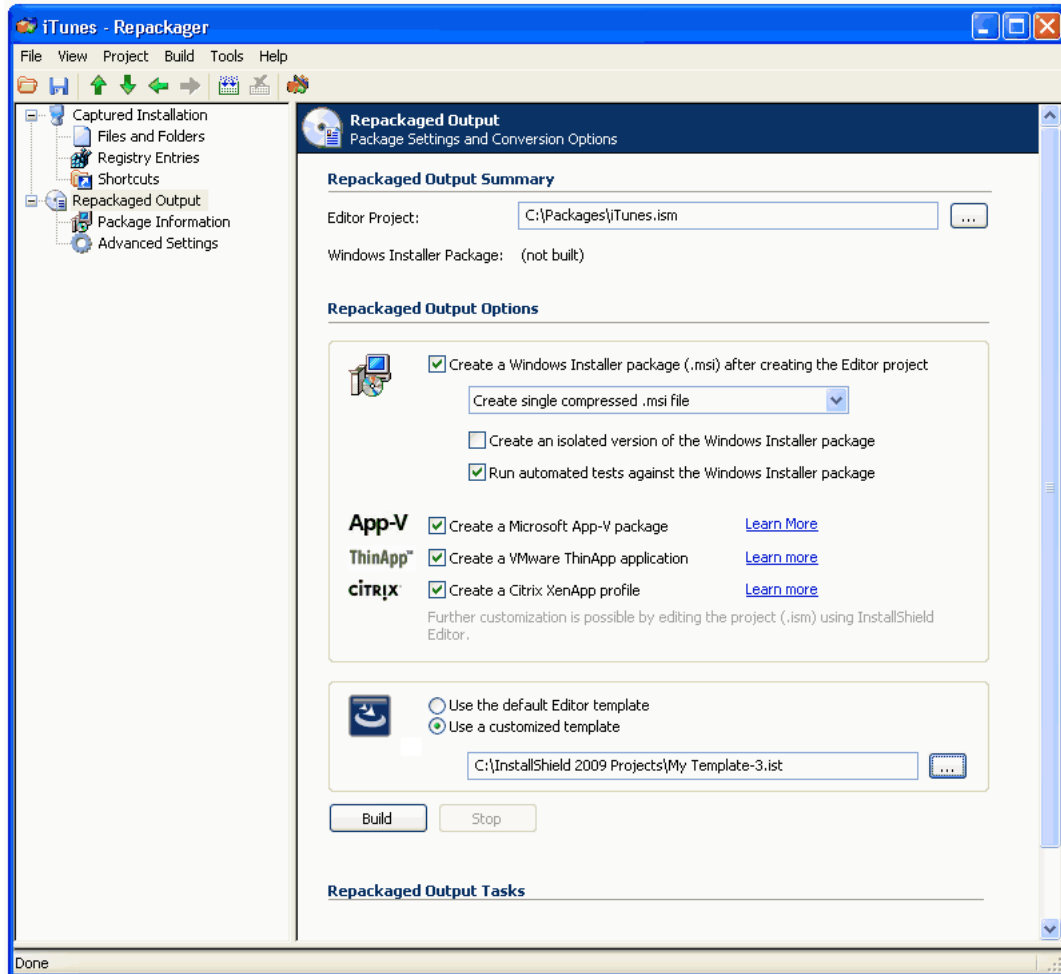 iTunes - Repackager
File View Project Build Tools Help
Captured Installation
Files and Folders
Registry Entries
Shortcuts
Repackaged Output
Package Information
Advanced Settings
Repackaged Output
Package Settings and Conversion Options
Repackaged Output Summary
Editor Project: C:\Packages\iTunes.ism ...
Windows Installer Package: (not built)
Repackaged Output Options
Create a Windows Installer package (.msi) after creating the Editor project
Create single compressed .msi file
Create an isolated version of the Windows Installer package
Run automated tests against the Windows Installer package
App-V Create a Microsoft App-V package Learn More
ThinApp™ Create a VMware ThinApp application Learn more
CITRIX Create a Citrix XenApp profile Learn more
Further customization is possible by editing the project (.ism) using InstallShield
Editor.
Use the default Editor template
Use a customized template
C:\InstallShield 2009 Projects\My Template-3.ist ...
Build Stop
Repackaged Output Tasks
Done